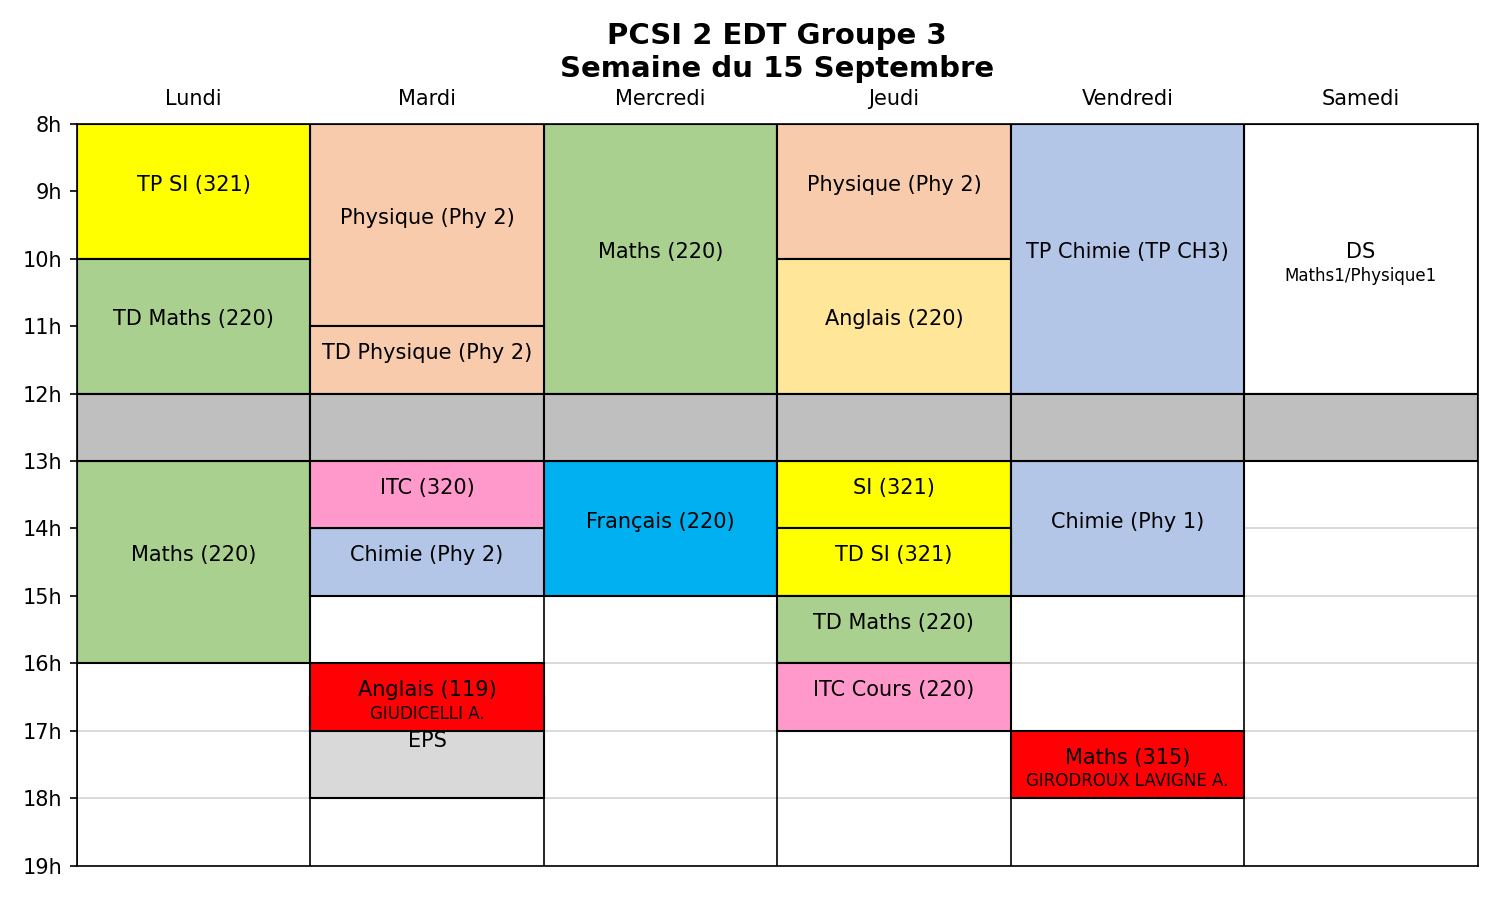 PCSI 2 EDT Groupe 3
Semaine du 15 Septembre
Lundi Mardi Mercredi Jeudi Vendredi Samedi
8h
9h
10h
11h
12h
13h
14h
15h
16h
17h
18h
19h
TP SI (321)
TD Maths (220)
Maths (220)
Physique (Phy 2)
TD Physique (Phy 2)
ITC (320)
Chimie (Phy 2)
Anglais (119)
GIUDICELLI A.
EPS
Maths (220)
Français (220)
Physique (Phy 2)
Anglais (220)
SI (321)
TD SI (321)
TD Maths (220)
ITC Cours (220)
TP Chimie (TP CH3)
Chimie (Phy 1)
Maths (315)
GIRODROUX LAVIGNE A.
DS
Maths1/Physique1